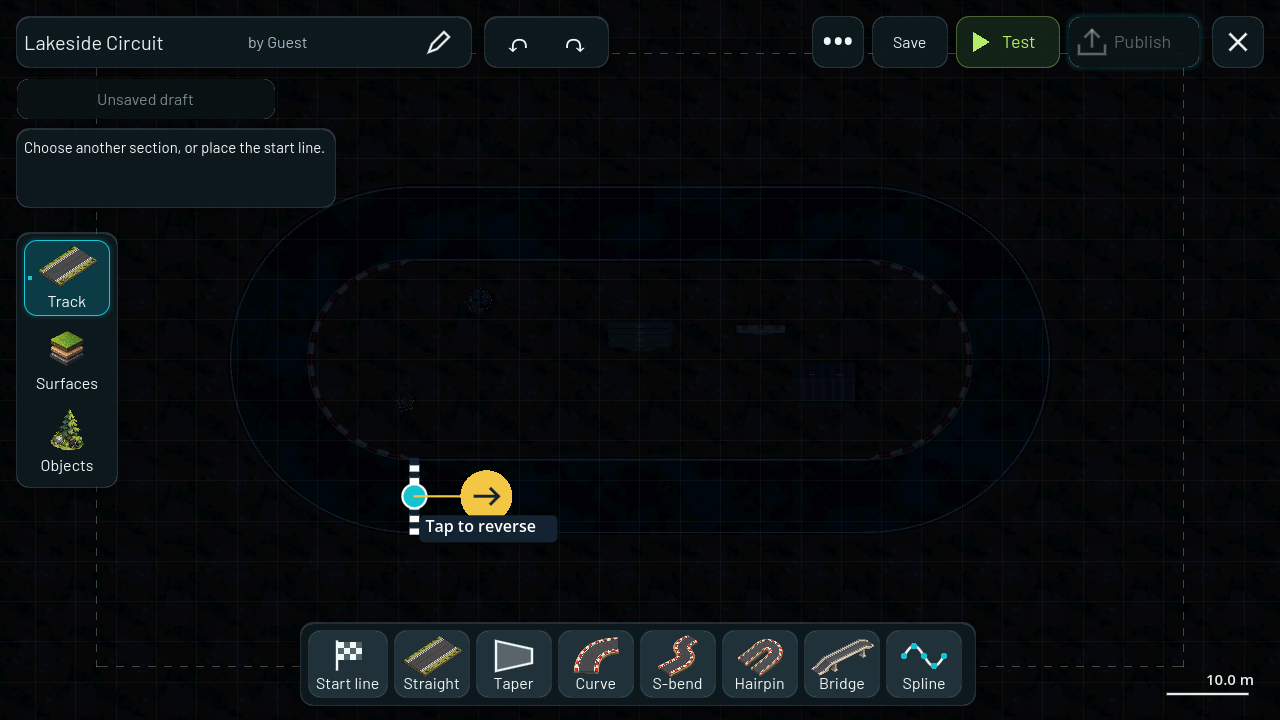 Lakeside Circuit
by Guest
Save
Test
Publish
Unsaved draft
Choose another section, or place the start line.
Track
Surfaces
Objects
Tap to reverse
Start line
Straight
Taper
Curve
S-bend
Hairpin
Bridge
Spline
10.0 m